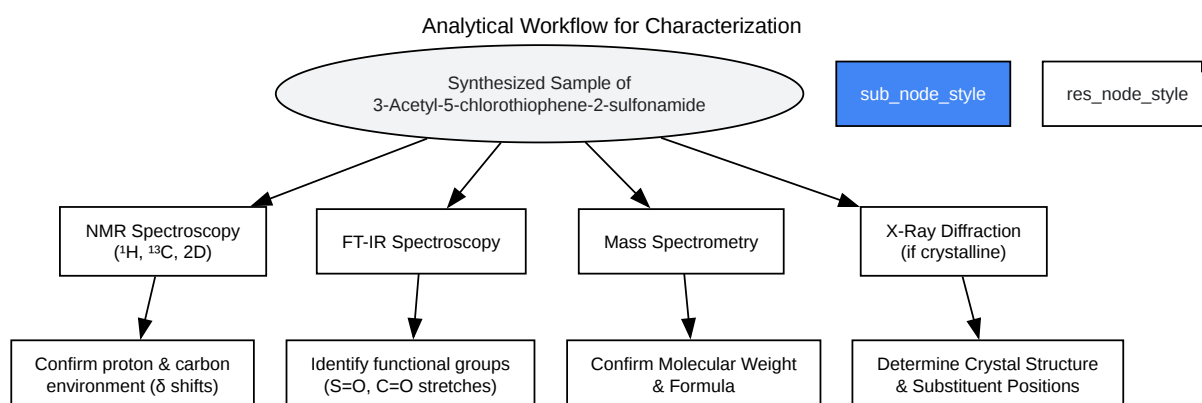 Analytical Workflow for Characterization
Synthesized Sample of
3-Acetyl-5-chlorothiophene-2-sulfonamide
sub_node_style
res_node_style
NMR Spectroscopy
(¹H, ¹³C, 2D)
FT-IR Spectroscopy
Mass Spectrometry
X-Ray Diffraction
(if crystalline)
Confirm proton & carbon
environment (δ shifts)
Identify functional groups
(S=O, C=O stretches)
Confirm Molecular Weight
& Formula
Determine Crystal Structure
& Substituent Positions